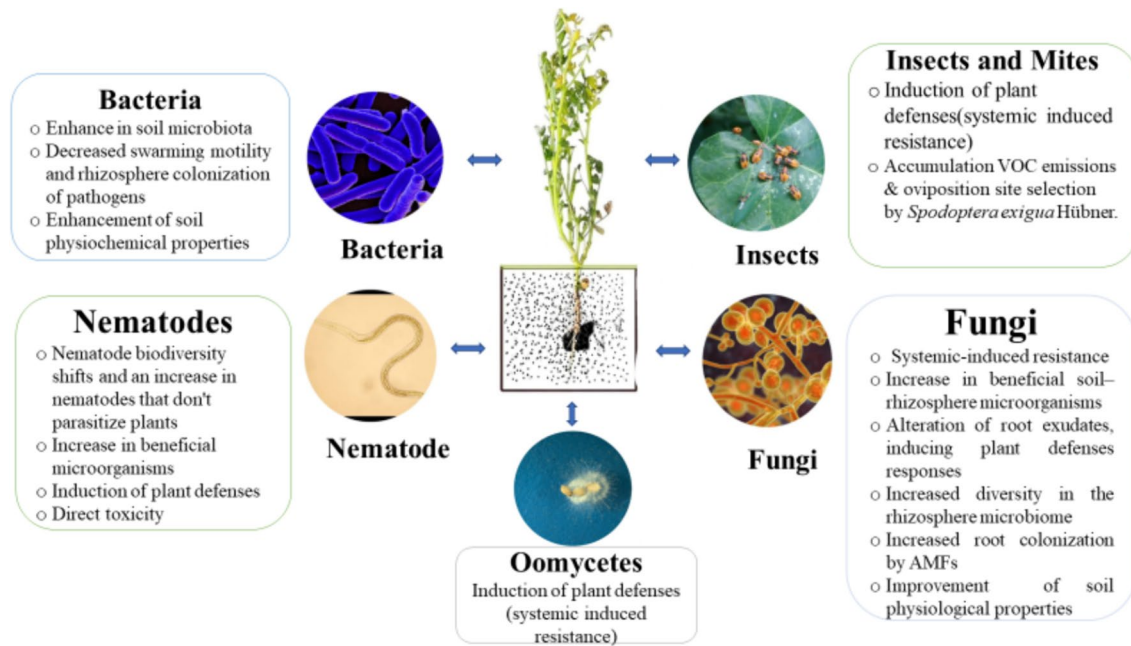 Bacteria
o Enhance in soil microbiota
o Decreased swarming motility
and rhizosphere colonization
of pathogens
o Enhancement of soil
physiochemical properties
Bacteria
Insects and Mites
o Induction of plant
defenses(systemic induced
resistance)
o Accumulation VOC emissions
& oviposition site selection
by Spodoptera exigua Hübner.
Insects
Nematodes
o Nematode biodiversity
shifts and an increase in
nematodes that don't
parasitize plants
o Increase in beneficial
microorganisms
o Induction of plant defenses
o Direct toxicity
Nematode
Fungi
o Systemic-induced resistance
o Increase in beneficial soil–
rhizosphere microorganisms
o Alteration of root exudates,
inducing plant defenses
responses
o Increased diversity in the
rhizosphere microbiome
o Increased root colonization
by AMFs
o Improvement of soil
physiological properties
Fungi
Oomycetes
Induction of plant defenses
(systemic induced
resistance)